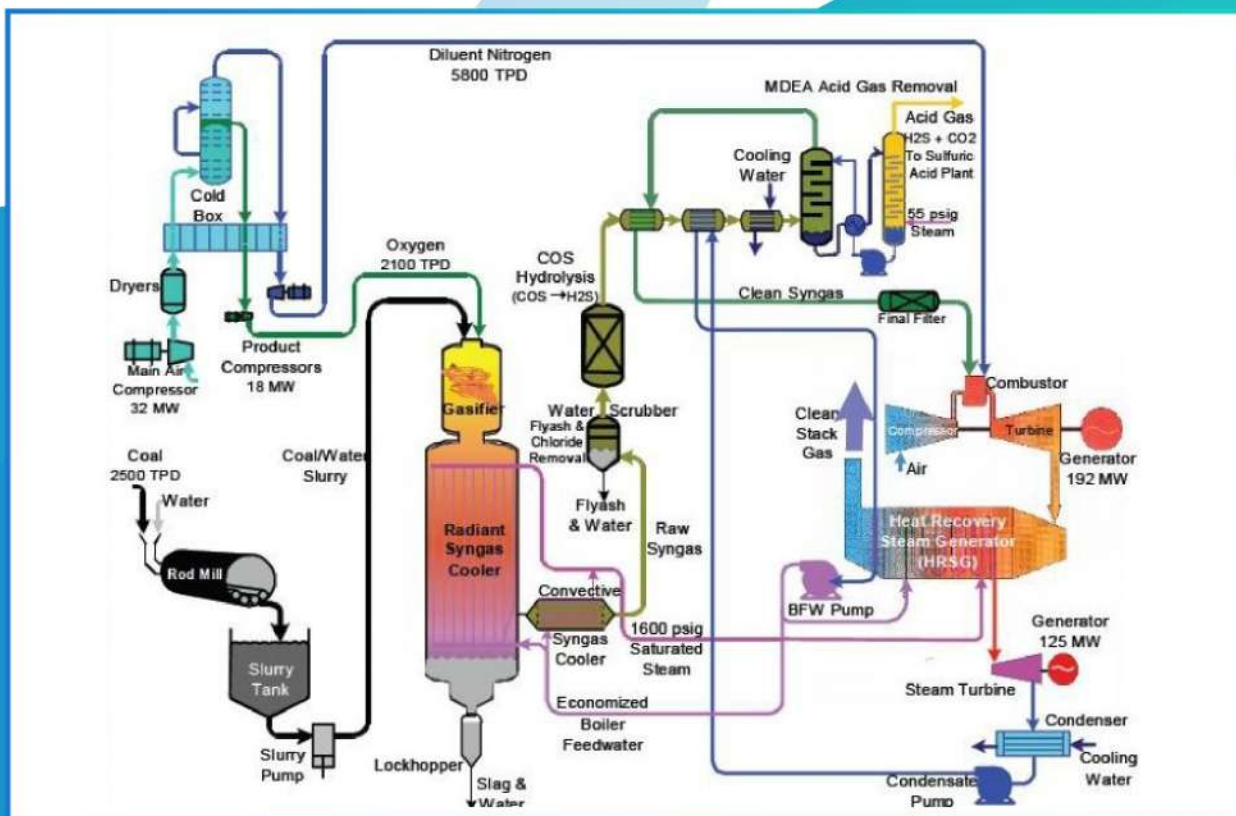 Diluent Nitrogen
5800 TPD
MDEA Acid Gas Removal
Acid Gas
H2S + CO2
To Sulfuric
Acid Plant
55 psig
Steam
Cooling
Water
Cold
Box
Dryers
Main Air
Compressor
32 MW
Product
Compressors
18 MW
Oxygen
2100 TPD
COS
Hydrolysis
(COS →H2S)
Clean Syngas
Final Filter
Combustor
Compressor
Turbine
Air
Generator
192 MW
Clean
Stack
Gas
Gasifier
Water Scrubber
Flyash &
Chloride
Removal
Flyash
& Water
Raw
Syngas
Coal
2500 TPD
Water
Rod Mill
Coal/Water
Slurry
Slurry
Tank
Slurry
Pump
Radiant
Syngas
Cooler
Convective
Syngas
Cooler
1600 psig
Saturated
Steam
Economized
Boiler
Feedwater
Lockhopper
Slag &
Water
Heat Recovery
Steam Generator
(HRSG)
BFW Pump
Generator
125 MW
Steam Turbine
Condenser
Cooling
Water
Condensate
Pump